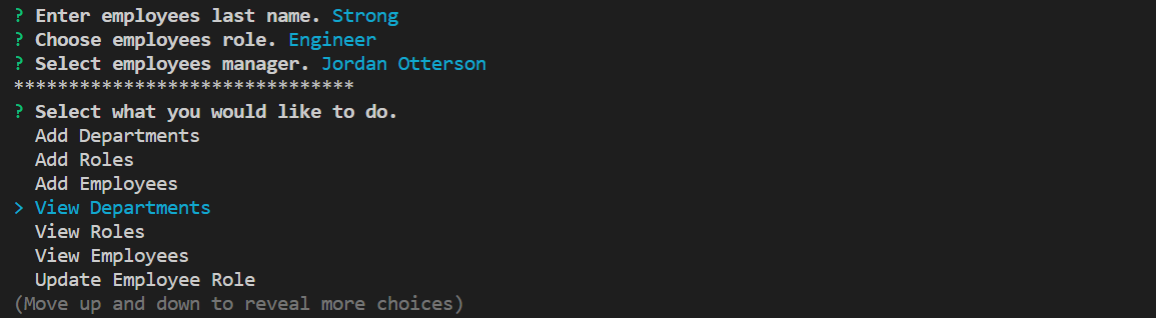 ? Enter employees last name. Strong
? Choose employees role. Engineer
? Select employees manager. Jordan Otterson
*******************************
? Select what you would like to do.
Add Departments
Add Roles
Add Employees
> View Departments
View Roles
View Employees
Update Employee Role
(Move up and down to reveal more choices)